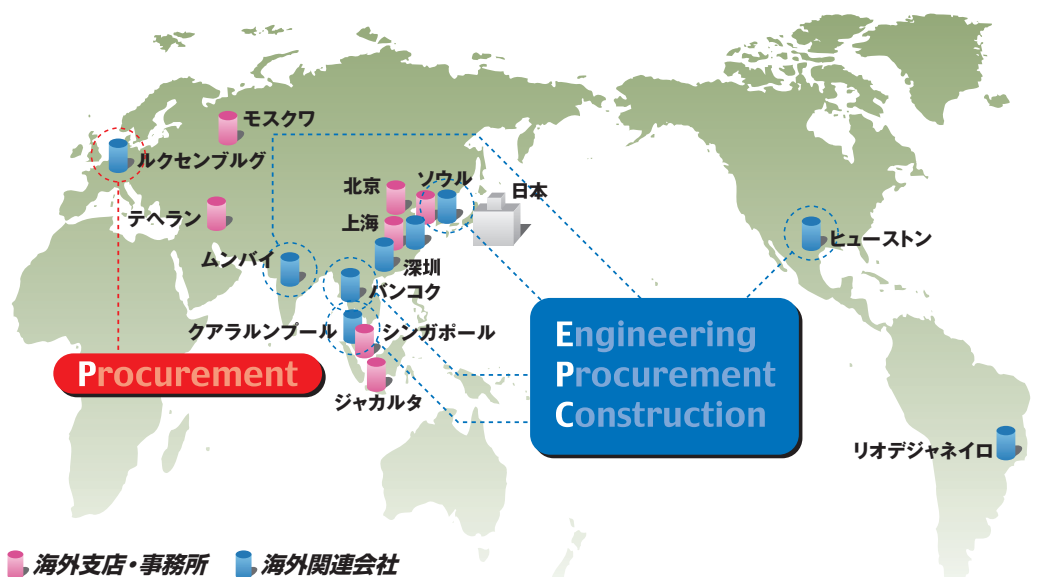 モスクワ
ルクセンブルグ
北京
ソウル
日本
テヘラン
上海
ヒューストン
ムンバイ
深圳
バンコク
クアラルンプール
シンガポール
Procurement
ジャカルタ
Engineering
Procurement
Construction
リオデジャネイロ
海外支店・事務所
海外関連会社